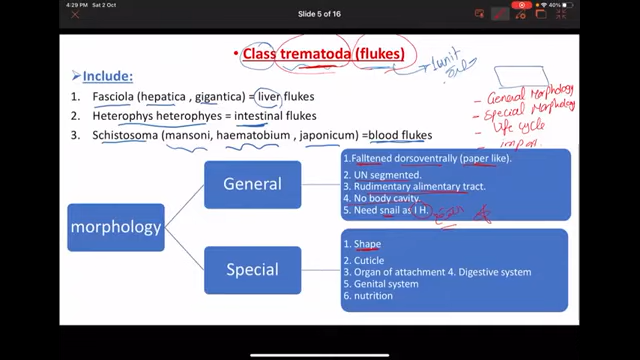 4:29 PM Sat 2 Oct
Slide 5 of 16
• Class trematoda (flukes)
1 unit
➤Include:
1. Fasciola (hepatica , gigantica) = liver flukes
2. Heterophys heterophyes = intestinal flukes
3. Schistosoma (mansoni, haematobium , japonicum) =blood flukes
- General Morphology
- Special Morphology
- life cycle
morphology
General
1.Falltened dorsoventrally (paper like).
2. UN segmented.
3. Rudimentary alimentary tract.
4. No body cavity.
5. Need snail as I H.
Special
1. Shape
2. Cuticle
3. Organ of attachment 4. Digestive system
5. Genital system
6. nutrition